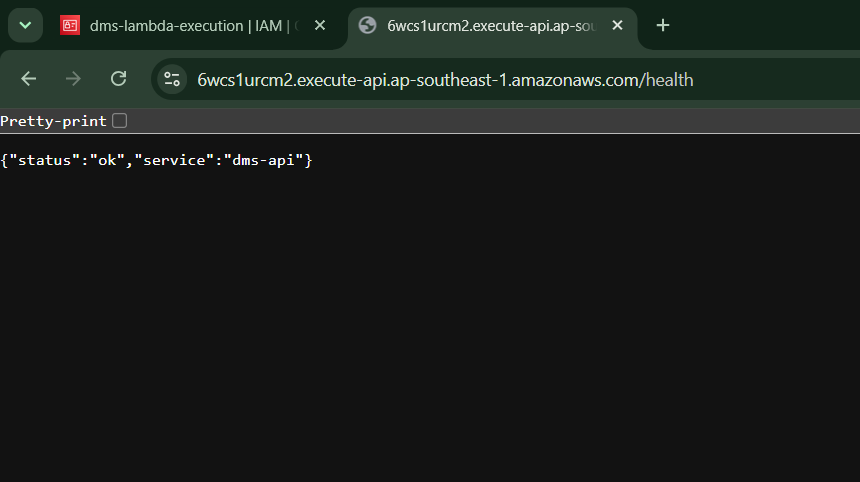 dms-lambda-execution | IAM |
6wcs1urcm2.execute-api.ap-sou
6wcs1urcm2.execute-api.ap-southeast-1.amazonaws.com/health
Pretty-print
{"status":"ok","service":"dms-api"}